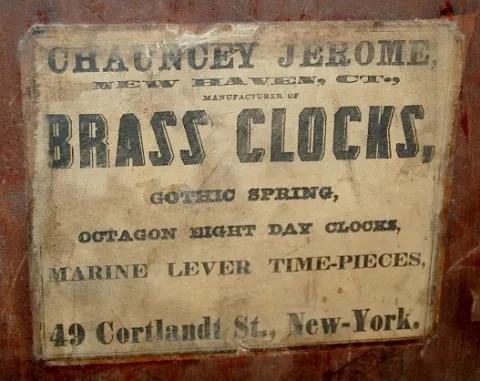 CHAUNCEY JEROME,
NEW HAVEN, CT.,
MANUFACTURER OF
BRASS CLOCKS,
GOTHIC SPRING,
OCTAGON EIGHT DAY CLOCKS,
MARINE LEVER TIME-PIECES,
49 Cortlandt St., New-York.